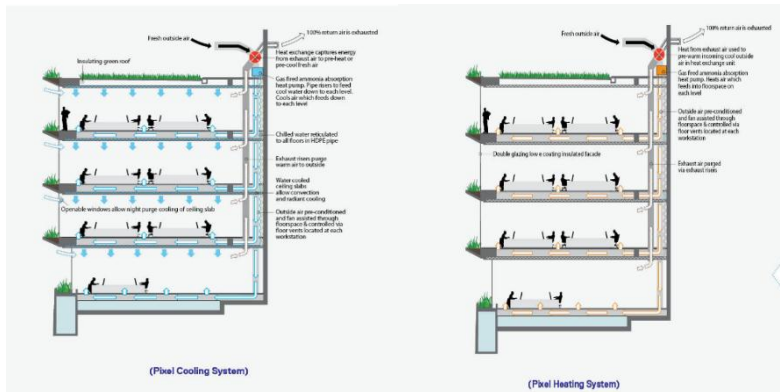 100% return air is exhausted
Fresh outside air
Insulating green roof
Heat exchange captures energy
from exhaust air to pre-heat or
pre-cool fresh air
Gas fired ammonia absorption
heat pump. Pipe risers to feed
cool water down to each level.
Cools air which feeds down
to each level
Chilled water reticulated
to all floors in HDPE pipe
Exhaust risers purge
warm air to outside
Water cooled
ceiling slabs
allow convection
and radiant cooling
Openable windows allow night purge cooling of ceiling slab
Outside air pre-conditioned
and fan assisted through
floorspace & controlled via
floor vents located at each
workstation
(Pixel Cooling System)
100% return air is exhausted
Fresh outside air
Heat from exhaust air used to
pre-warm incoming cool outside
air in heat exchange unit
Gas fired ammonia absorption
heat pump. Heats air which
feeds into floorspace on
each level
Outside air pre-conditioned
and fan assisted through
floorspace & controlled via
floor vents located at each
workstation
Double glazing low e coating insulated facade
Exhaust air purged
via exhaust risers
(Pixel Heating System)